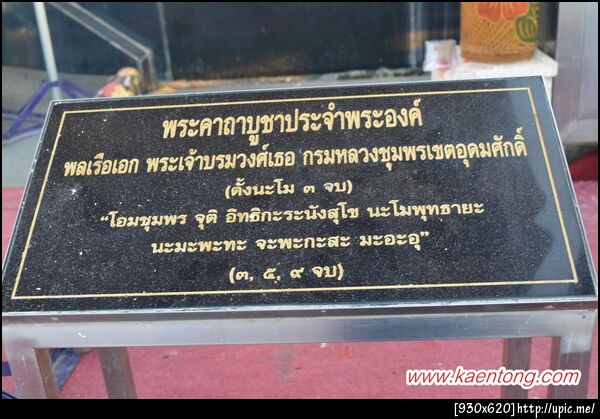 พระคาถาบูชาประจำพระองค์
พลเรือเอก พระเจ้าบรมวงศ์เธอ กรมหลวงชุมพรเขตอุดมศักดิ์
(ตั้งนะโม ๓ จบ)
"โอมชุมพร จุติ อิทธิกะระนังสุโข นะโมพุทธายะ
นะมะพะทะ จะพะกะสะ มะอะอุ"
(๓, ๕, ๙ จบ)
www.kaentong.com
[930x620]http://upic.me/